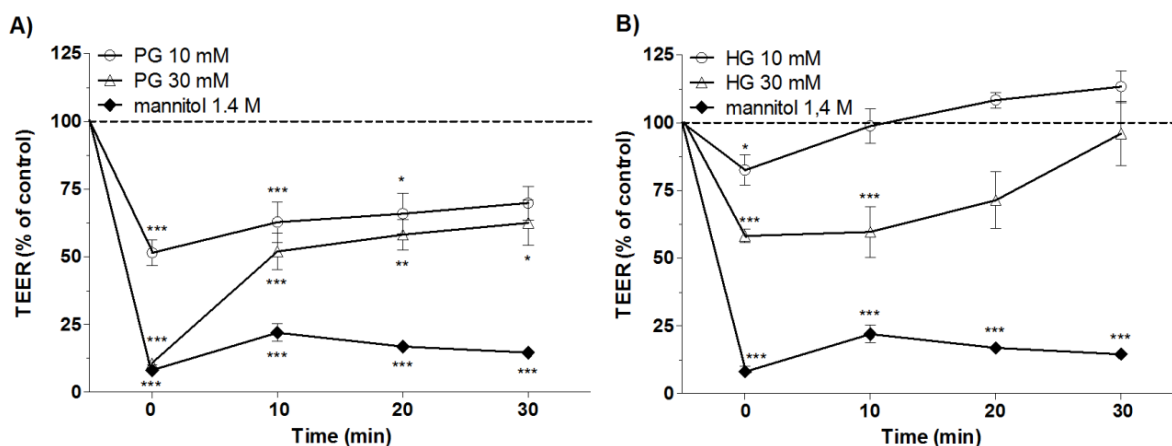 A)
125
PG 10 mM
PG 30 mM
mannitol 1.4 M
100
75
50
25
0
TEER (% of control)
***
***
***
***
***
***
*
**
***
*
***
0 10 20 30
Time (min)
B)
125
HG 10 mM
HG 30 mM
mannitol 1,4 M
100
75
50
25
0
TEER (% of control)
*
***
***
***
***
***
***
0 10 20 30
Time (min)